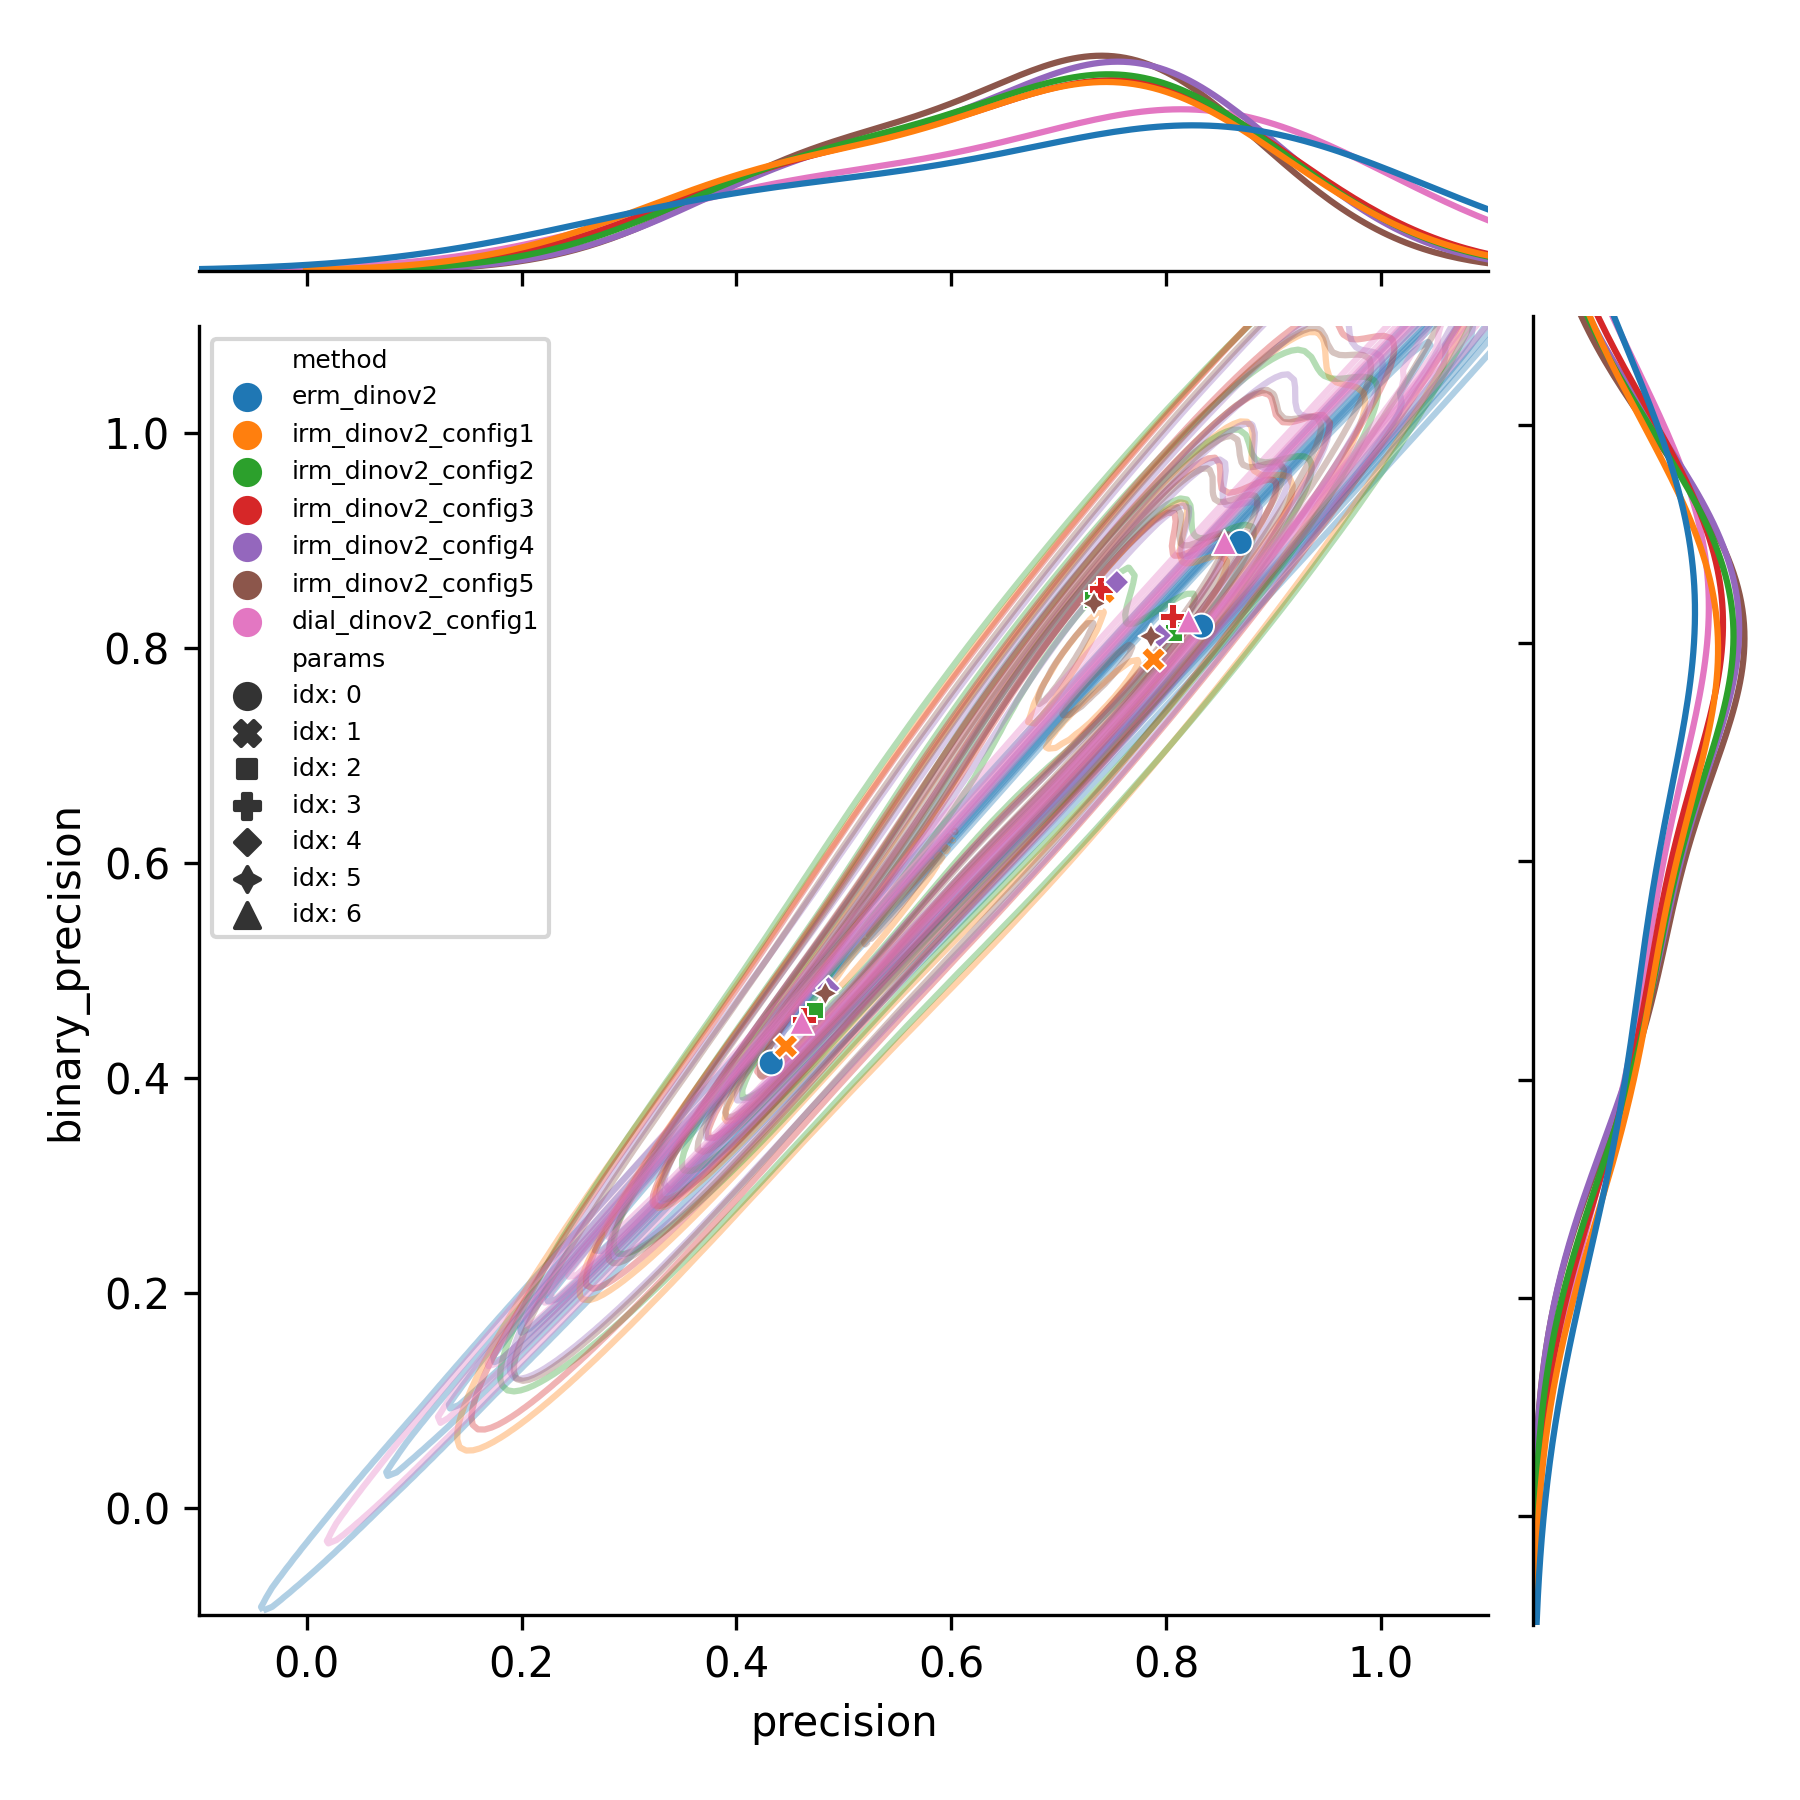 method
erm_dinov2
irm_dinov2_config1
irm_dinov2_config2
irm_dinov2_config3
irm_dinov2_config4
irm_dinov2_config5
dial_dinov2_config1
params
idx: 0
idx: 1
idx: 2
idx: 3
idx: 4
idx: 5
idx: 6
binary_precision
1.0
0.8
0.6
0.4
0.2
0.0
0.0 0.2 0.4 0.6 0.8 1.0
precision